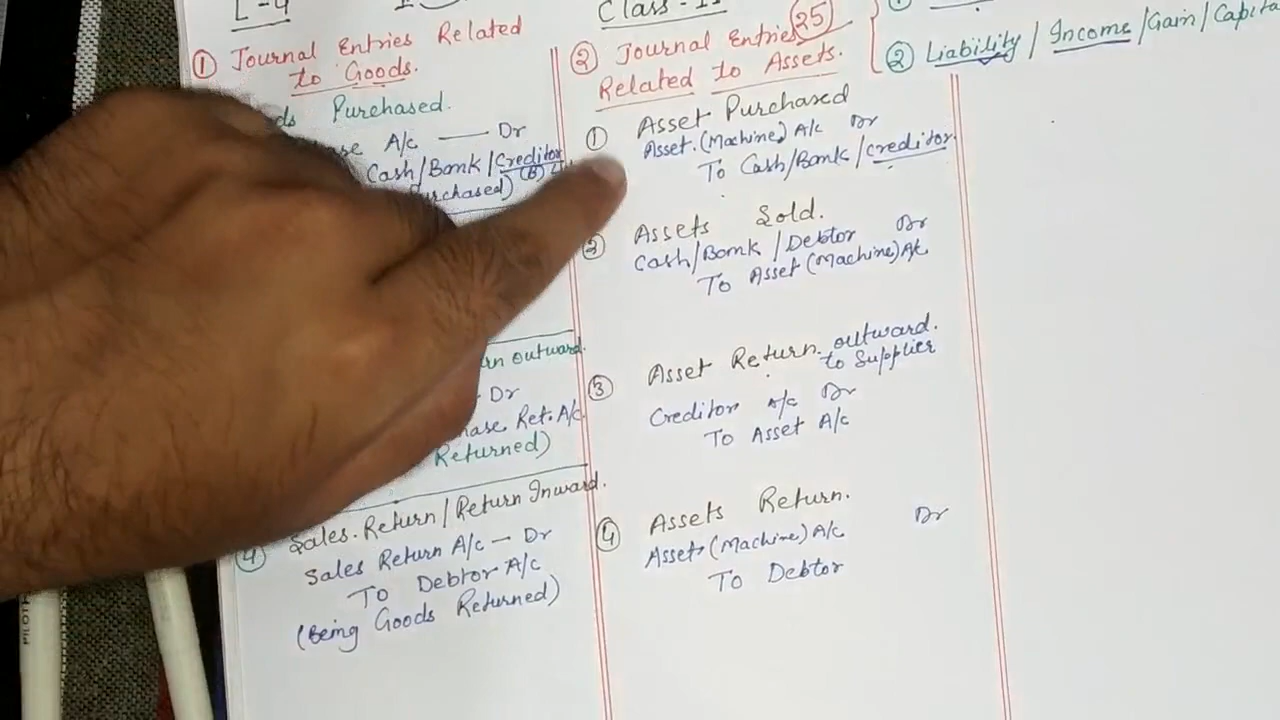 L-4
Class-11
① Journal Entries Related
to Goods.
Purchased.
A/c —— Dr
Cash/Bank/Creditor
(B)
Purchased)
outward.
Dr
Ret. A/c
Returned)
④ Sales Return/Return Inward.
Sales Return A/c — Dr
To Debtor A/c
(Being Goods Returned)
② Journal Entries 25
Related to Assets.
① Asset Purchased
Asset (Machine) A/c Dr
To Cash/Bank/Creditor
② Assets Sold.
Cash/Bank/Debtor Dr
To Asset (Machine) A/c
③ Asset Return outward.
to Supplier
Creditor A/c Dr
To Asset A/c
④ Assets Return.
Assets (Machine) A/c Dr
To Debtor
①
② Liability/Income/Gain/Capita
PILOT